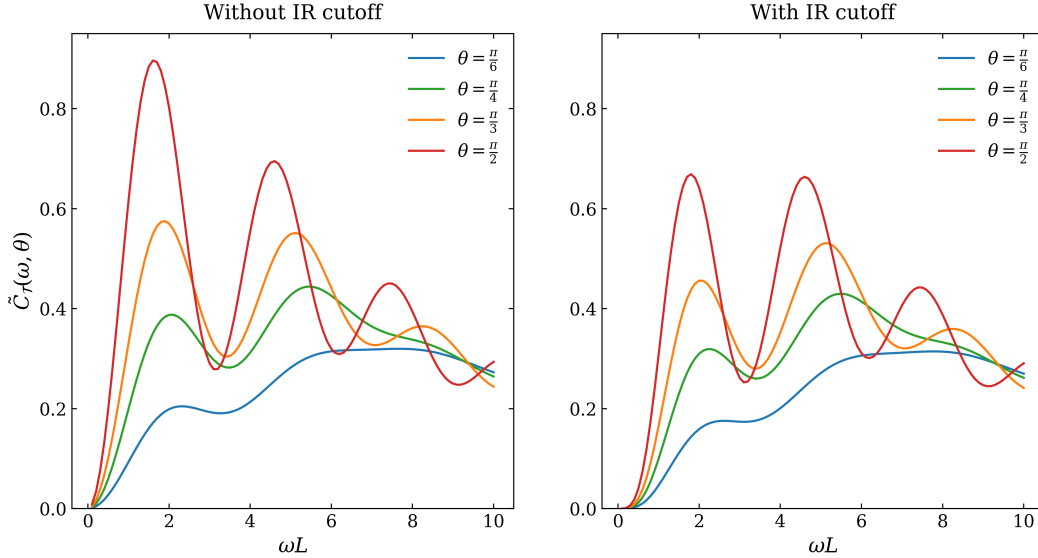 Without IR cutoff
C̃_𝒜(ω, θ)
0.0
0.2
0.4
0.6
0.8
0
2
4
6
8
10
ωL
θ = π/6
θ = π/4
θ = π/3
θ = π/2
With IR cutoff
0.0
0.2
0.4
0.6
0.8
0
2
4
6
8
10
ωL
θ = π/6
θ = π/4
θ = π/3
θ = π/2